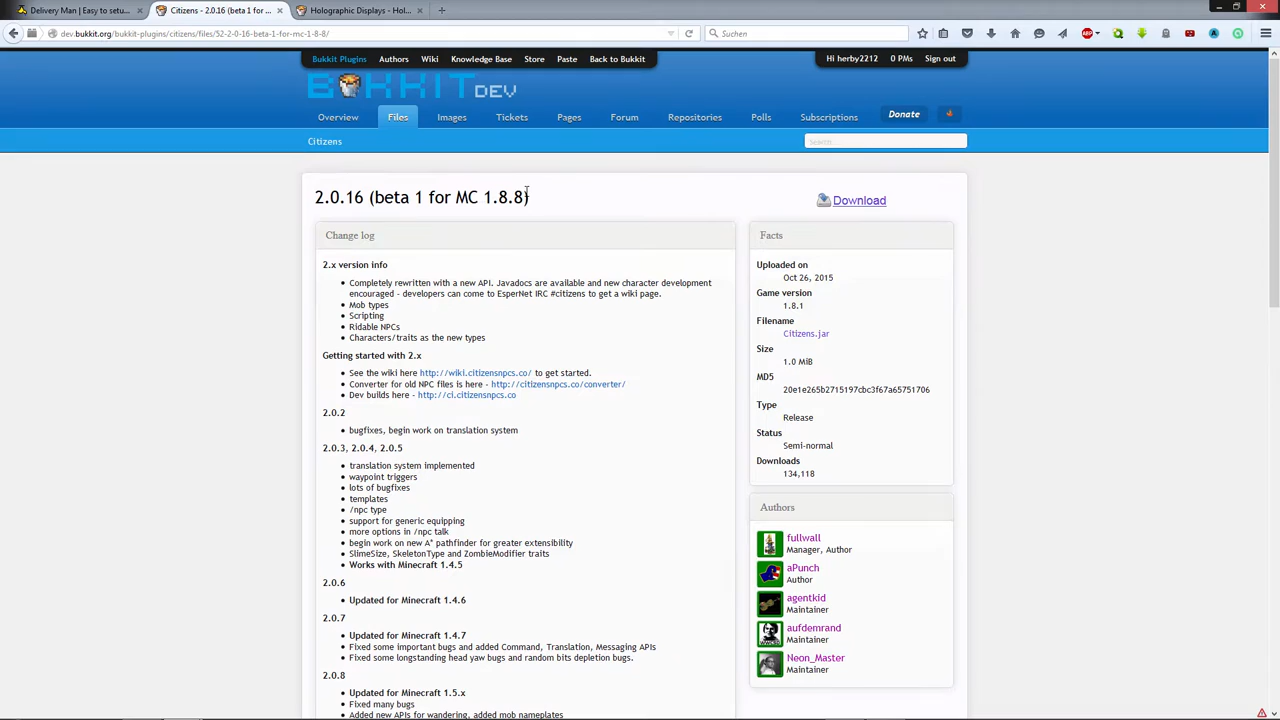 Delivery Man | Easy to setu... ×
Citizens - 2.0.16 (beta 1 for ... ×
Holographic Displays - Hol... ×
dev.bukkit.org/bukkit-plugins/citizens/files/52-2-0-16-beta-1-for-mc-1-8-8/
Suchen
ABP
Bukkit Plugins Authors Wiki Knowledge Base Store Paste Back to Bukkit
Hi herby2212 0 PMs Sign out
BUKKIT DEV
Overview Files Images Tickets Pages Forum Repositories Polls Subscriptions Donate
Citizens
Search...
2.0.16 (beta 1 for MC 1.8.8)
Download
Change log
2.x version info
• Completely rewritten with a new API. Javadocs are available and new character development
encouraged - developers can come to EsperNet IRC #citizens to get a wiki page.
• Mob types
• Scripting
• Ridable NPCs
• Characters/traits as the new types
Getting started with 2.x
• See the wiki here http://wiki.citizensnpcs.co/ to get started.
• Converter for old NPC files is here - http://citizensnpcs.co/converter/
• Dev builds here - http://ci.citizensnpcs.co
2.0.2
• bugfixes, begin work on translation system
2.0.3, 2.0.4, 2.0.5
• translation system implemented
• waypoint triggers
• lots of bugfixes
• templates
• /npc type
• support for generic equipping
• more options in /npc talk
• begin work on new A* pathfinder for greater extensibility
• SlimeSize, SkeletonType and ZombieModifier traits
• Works with Minecraft 1.4.5
2.0.6
• Updated for Minecraft 1.4.6
2.0.7
• Updated for Minecraft 1.4.7
• Fixed some important bugs and added Command, Translation, Messaging APIs
• Fixed some longstanding head yaw bugs and random bits depletion bugs.
2.0.8
• Updated for Minecraft 1.5.x
• Fixed many bugs
• Added new APIs for wandering, added mob nameplates
Facts
Uploaded on
Oct 26, 2015
Game version
1.8.1
Filename
Citizens.jar
Size
1.0 MiB
MD5
20e1e265b2715197cbc3f67a65751706
Type
Release
Status
Semi-normal
Downloads
134,118
Authors
fullwall
Manager, Author
aPunch
Author
agentkid
Maintainer
aufdemrand
Maintainer
Neon_Master
Maintainer